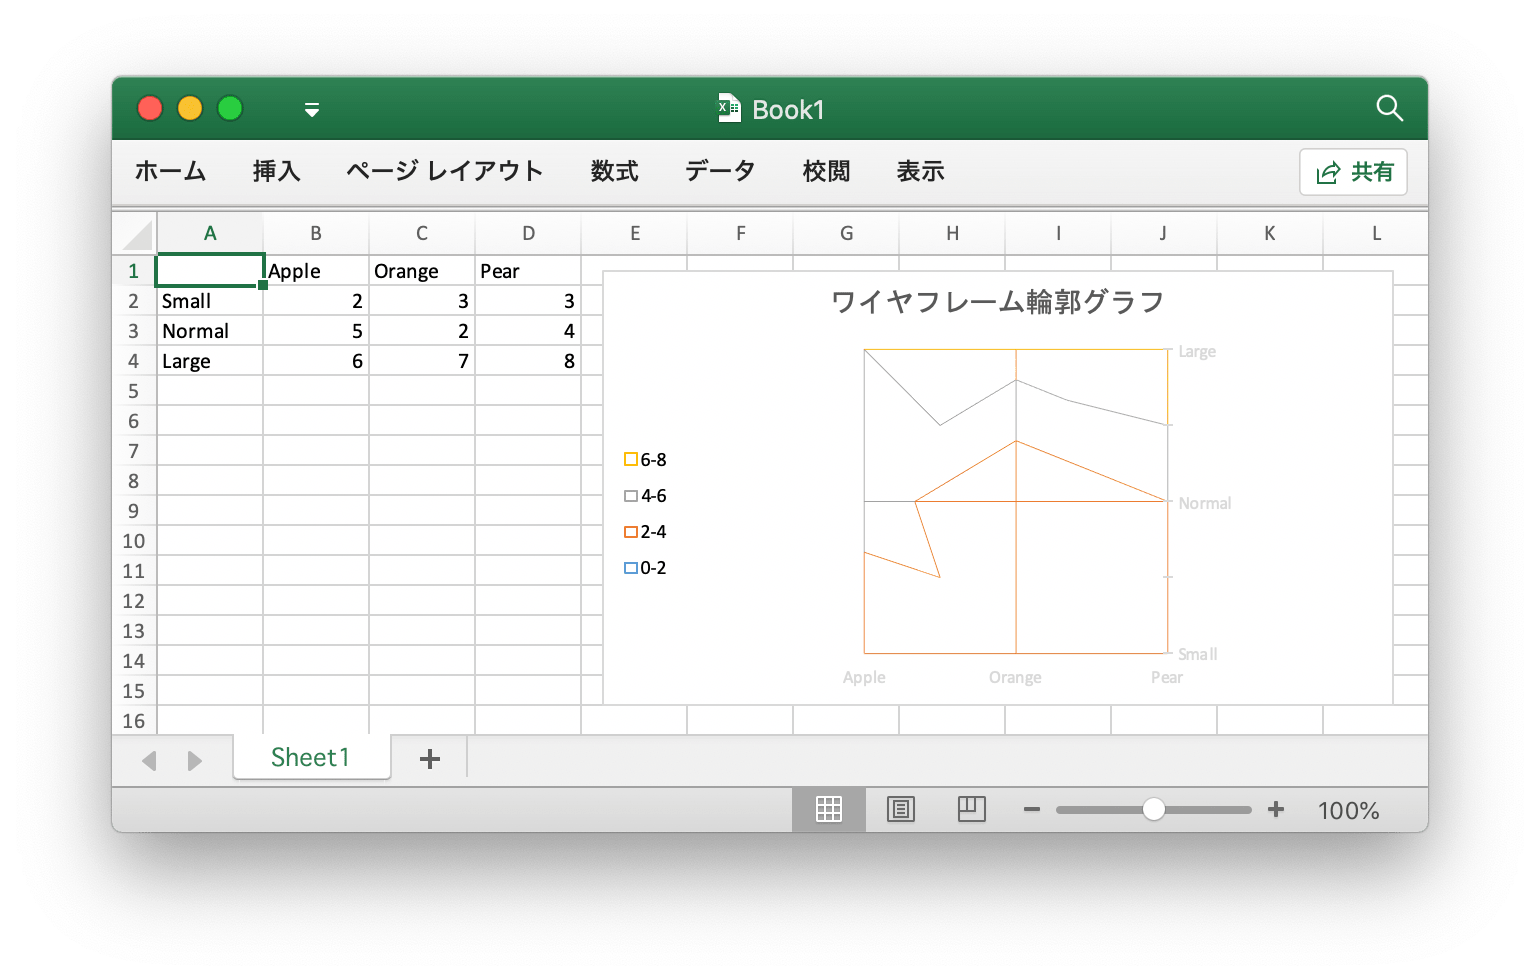 Book1
ホーム 挿入 ページ レイアウト 数式 データ 校閲 表示 共有
A B C D E F G H I J K L
1 Apple Orange Pear
2 Small 2 3 3
3 Normal 5 2 4
4 Large 6 7 8
5
6
7
8
9
10
11
12
13
14
15
16
ワイヤフレーム輪郭グラフ
Large
Normal
Small
6-8
4-6
2-4
0-2
Apple Orange Pear
Sheet1
100%